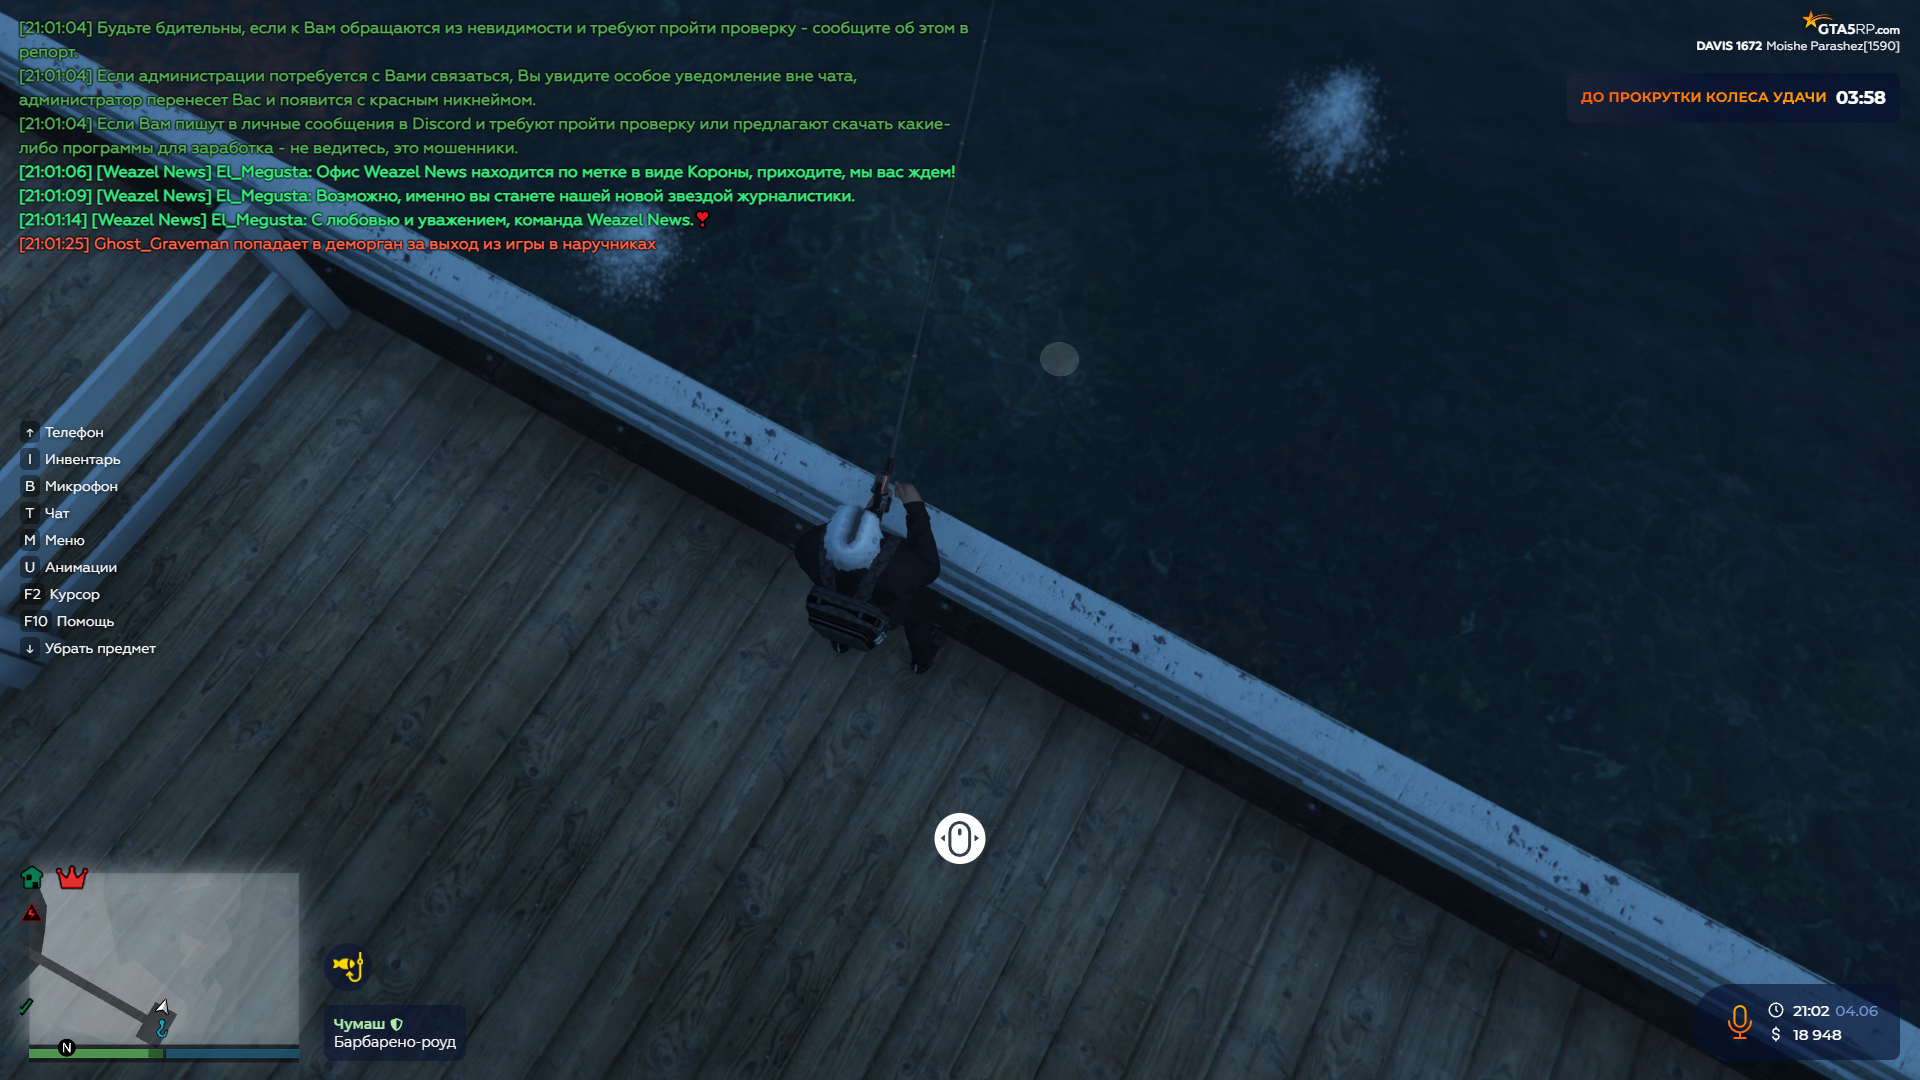 [21:01:04] Будьте бдительны, если к Вам обращаются из невидимости и требуют пройти проверку - сообщите об этом в
репорт.
[21:01:04] Если администрации потребуется с Вами связаться, Вы увидите особое уведомление вне чата,
администратор перенесет Вас и появится с красным никнеймом.
[21:01:04] Если Вам пишут в личные сообщения в Discord и требуют пройти проверку или предлагают скачать какие-
либо программы для заработка - не ведитесь, это мошенники.
[21:01:06] [Weazel News] El_Megusta: Офис Weazel News находится по метке в виде Короны, приходите, мы вас ждем!
[21:01:09] [Weazel News] El_Megusta: Возможно, именно вы станете нашей новой звездой журналистики.
[21:01:14] [Weazel News] El_Megusta: С любовью и уважением, команда Weazel News.❣
[21:01:25] Ghost_Graveman попадает в деморган за выход из игры в наручниках
GTA5RP.com
DAVIS 1672 Moishe Parashez[1590]
ДО ПРОКРУТКИ КОЛЕСА УДАЧИ 03:58
↑ Телефон
I Инвентарь
B Микрофон
T Чат
M Меню
U Анимации
F2 Курсор
F10 Помощь
↓ Убрать предмет
N
Чумаш
Барбарено-роуд
21:02 04.06
$ 18 948